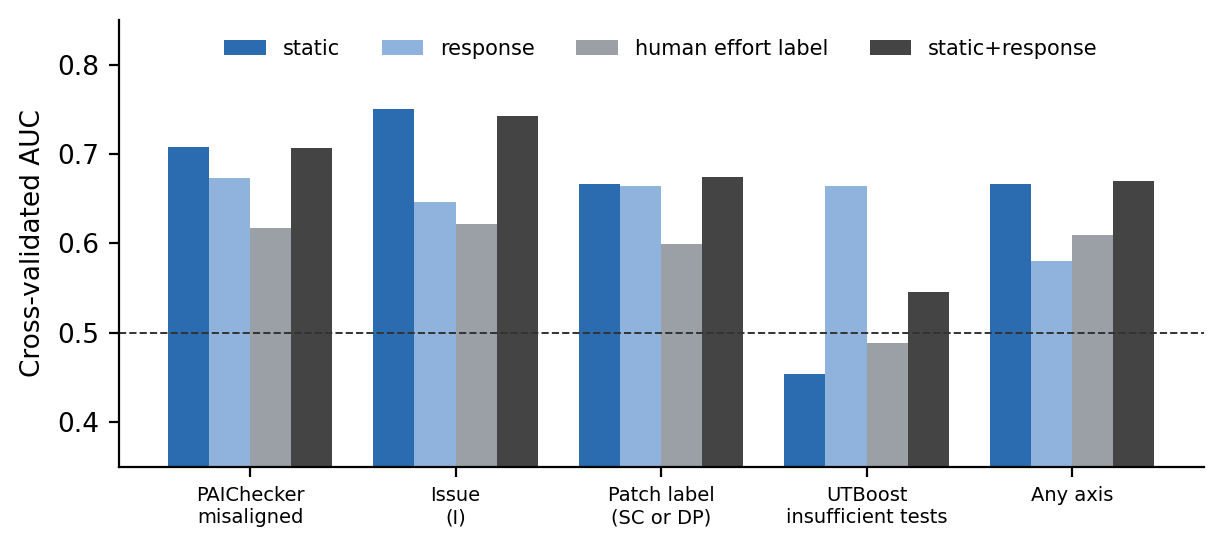 static
response
human effort label
static+response
Cross-validated AUC
0.8
0.7
0.6
0.5
0.4
PAIChecker
misaligned
Issue
(I)
Patch label
(SC or DP)
UTBoost
insufficient tests
Any axis